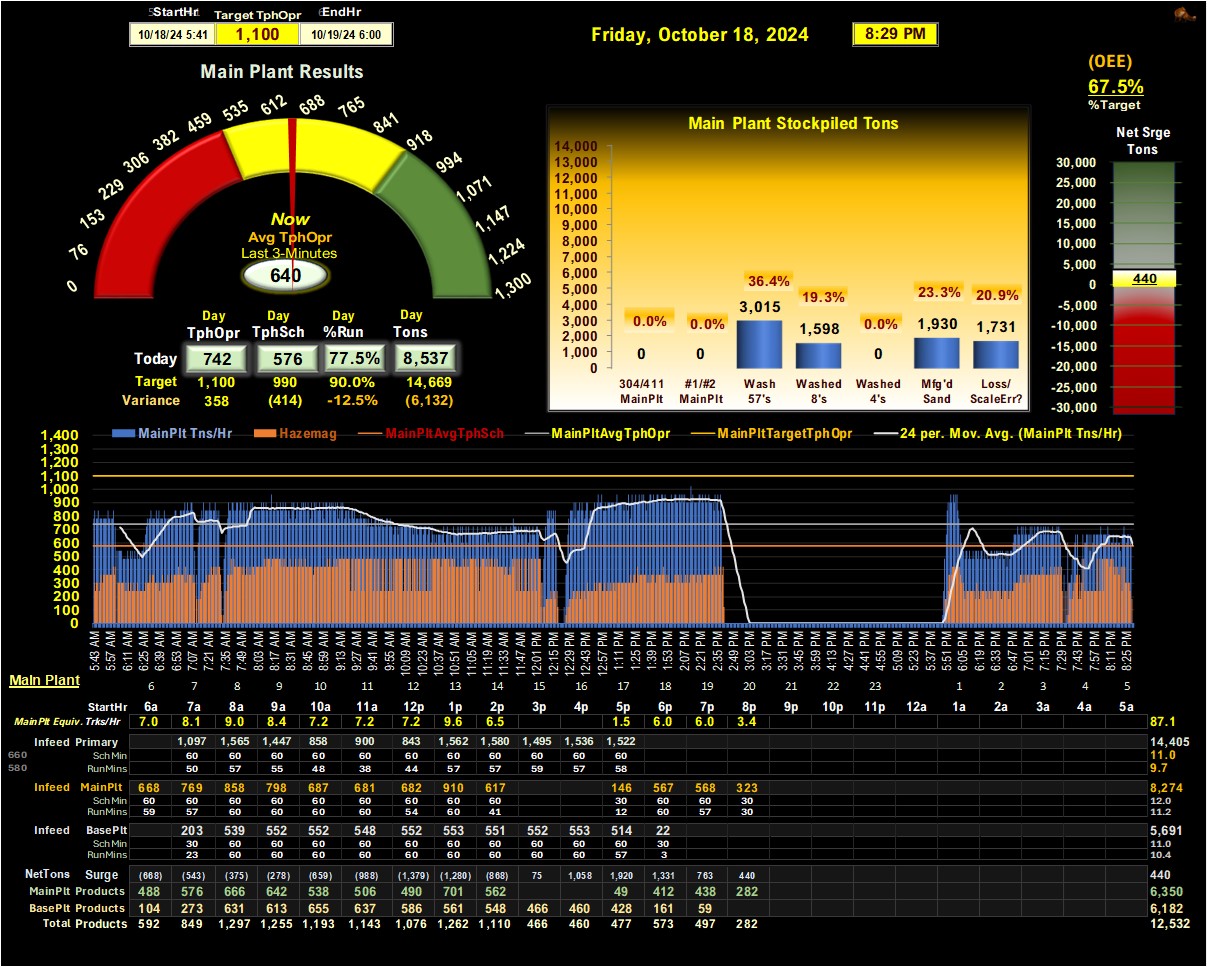 StartHr Target TphOpr EndHr
10/18/24 5:41 1,100 10/19/24 6:00
Friday, October 18, 2024 8:29 PM
(OEE)
67.5%
%Target
Main Plant Results
0 76 153 229 306 382 459 535 612 688 765 841 918 994 1,071 1,147 1,224 1,300
Now
Avg TphOpr
Last 3-Minutes
640
Day Day Day Day
TphOpr TphSch %Run Tons
Today 742 576 77.5% 8,537
Target 1,100 990 90.0% 14,669
Variance 358 (414) -12.5% (6,132)
Main Plant Stockpiled Tons
14,000
13,000
12,000
11,000
10,000
9,000
8,000
7,000
6,000
5,000
4,000
3,000
2,000
1,000
0
0.0% 0.0% 36.4% 19.3% 0.0% 23.3% 20.9%
0 0 3,015 1,598 0 1,930 1,731
304/411 #1/#2 Wash Washed Washed Mfg'd Loss/
MainPlt MainPlt 57's 8's 4's Sand ScaleErr?
Net Srge
Tons
30,000
25,000
20,000
15,000
10,000
5,000
0
-5,000
-10,000
-15,000
-20,000
-25,000
-30,000
440
MainPlt Tns/Hr Hazemag MainPltAvgTphSch MainPltAvgTphOpr MainPltTargetTphOpr 24 per. Mov. Avg. (MainPlt Tns/Hr)
1,400
1,300
1,200
1,100
1,000
900
800
700
600
500
400
300
200
100
0
5:43 AM 5:57 AM 6:11 AM 6:25 AM 6:39 AM 6:53 AM 7:07 AM 7:21 AM 7:35 AM 7:49 AM 8:03 AM 8:17 AM 8:31 AM 8:45 AM 8:59 AM 9:13 AM 9:27 AM 9:41 AM 9:55 AM 10:09 AM 10:23 AM 10:37 AM 10:51 AM 11:05 AM 11:19 AM 11:33 AM 11:47 AM 12:01 PM 12:15 PM 12:29 PM 12:43 PM 12:57 PM 1:11 PM 1:25 PM 1:39 PM 1:53 PM 2:07 PM 2:21 PM 2:35 PM 2:49 PM 3:03 PM 3:17 PM 3:31 PM 3:45 PM 3:59 PM 4:13 PM 4:27 PM 4:41 PM 4:55 PM 5:09 PM 5:23 PM 5:37 PM 5:51 PM 6:05 PM 6:19 PM 6:33 PM 6:47 PM 7:01 PM 7:15 PM 7:29 PM 7:43 PM 7:57 PM 8:11 PM 8:25 PM
Main Plant 6 7 8 9 10 11 12 13 14 15 16 17 18 19 20 21 22 23 1 2 3 4 5
StartHr 6a 7a 8a 9a 10a 11a 12p 1p 2p 3p 4p 5p 6p 7p 8p 9p 10p 11p 12a 1a 2a 3a 4a 5a
MainPlt Equiv. Trks/Hr 7.0 8.1 9.0 8.4 7.2 7.2 7.2 9.6 6.5 1.5 6.0 6.0 3.4 87.1
Infeed Primary 1,097 1,565 1,447 858 900 843 1,562 1,580 1,495 1,536 1,522 14,405
660 Sch Min 60 60 60 60 60 60 60 60 60 60 60 11.0
580 RunMins 50 57 55 48 38 44 57 57 59 57 58 9.7
Infeed MainPlt 668 769 858 798 687 681 682 910 617 146 567 568 323 8,274
Sch Min 60 60 60 60 60 60 60 60 60 30 60 60 30 12.0
RunMins 59 57 60 60 60 60 54 60 41 12 60 57 30 11.2
Infeed BasePlt 203 539 552 552 548 552 553 551 552 553 514 22 5,691
Sch Min 30 60 60 60 60 60 60 60 60 60 60 30 11.0
RunMins 23 60 60 60 60 60 60 60 60 60 57 3 10.4
NetTons Surge (668) (543) (375) (278) (659) (988) (1,379) (1,280) (868) 75 1,058 1,920 1,331 763 440 440
MainPlt Products 488 576 666 642 538 506 490 701 562 49 412 438 282 6,350
BasePlt Products 104 273 631 613 655 637 586 561 548 466 460 428 161 59 6,182
Total Products 592 849 1,297 1,255 1,193 1,143 1,076 1,262 1,110 466 460 477 573 497 282 12,532